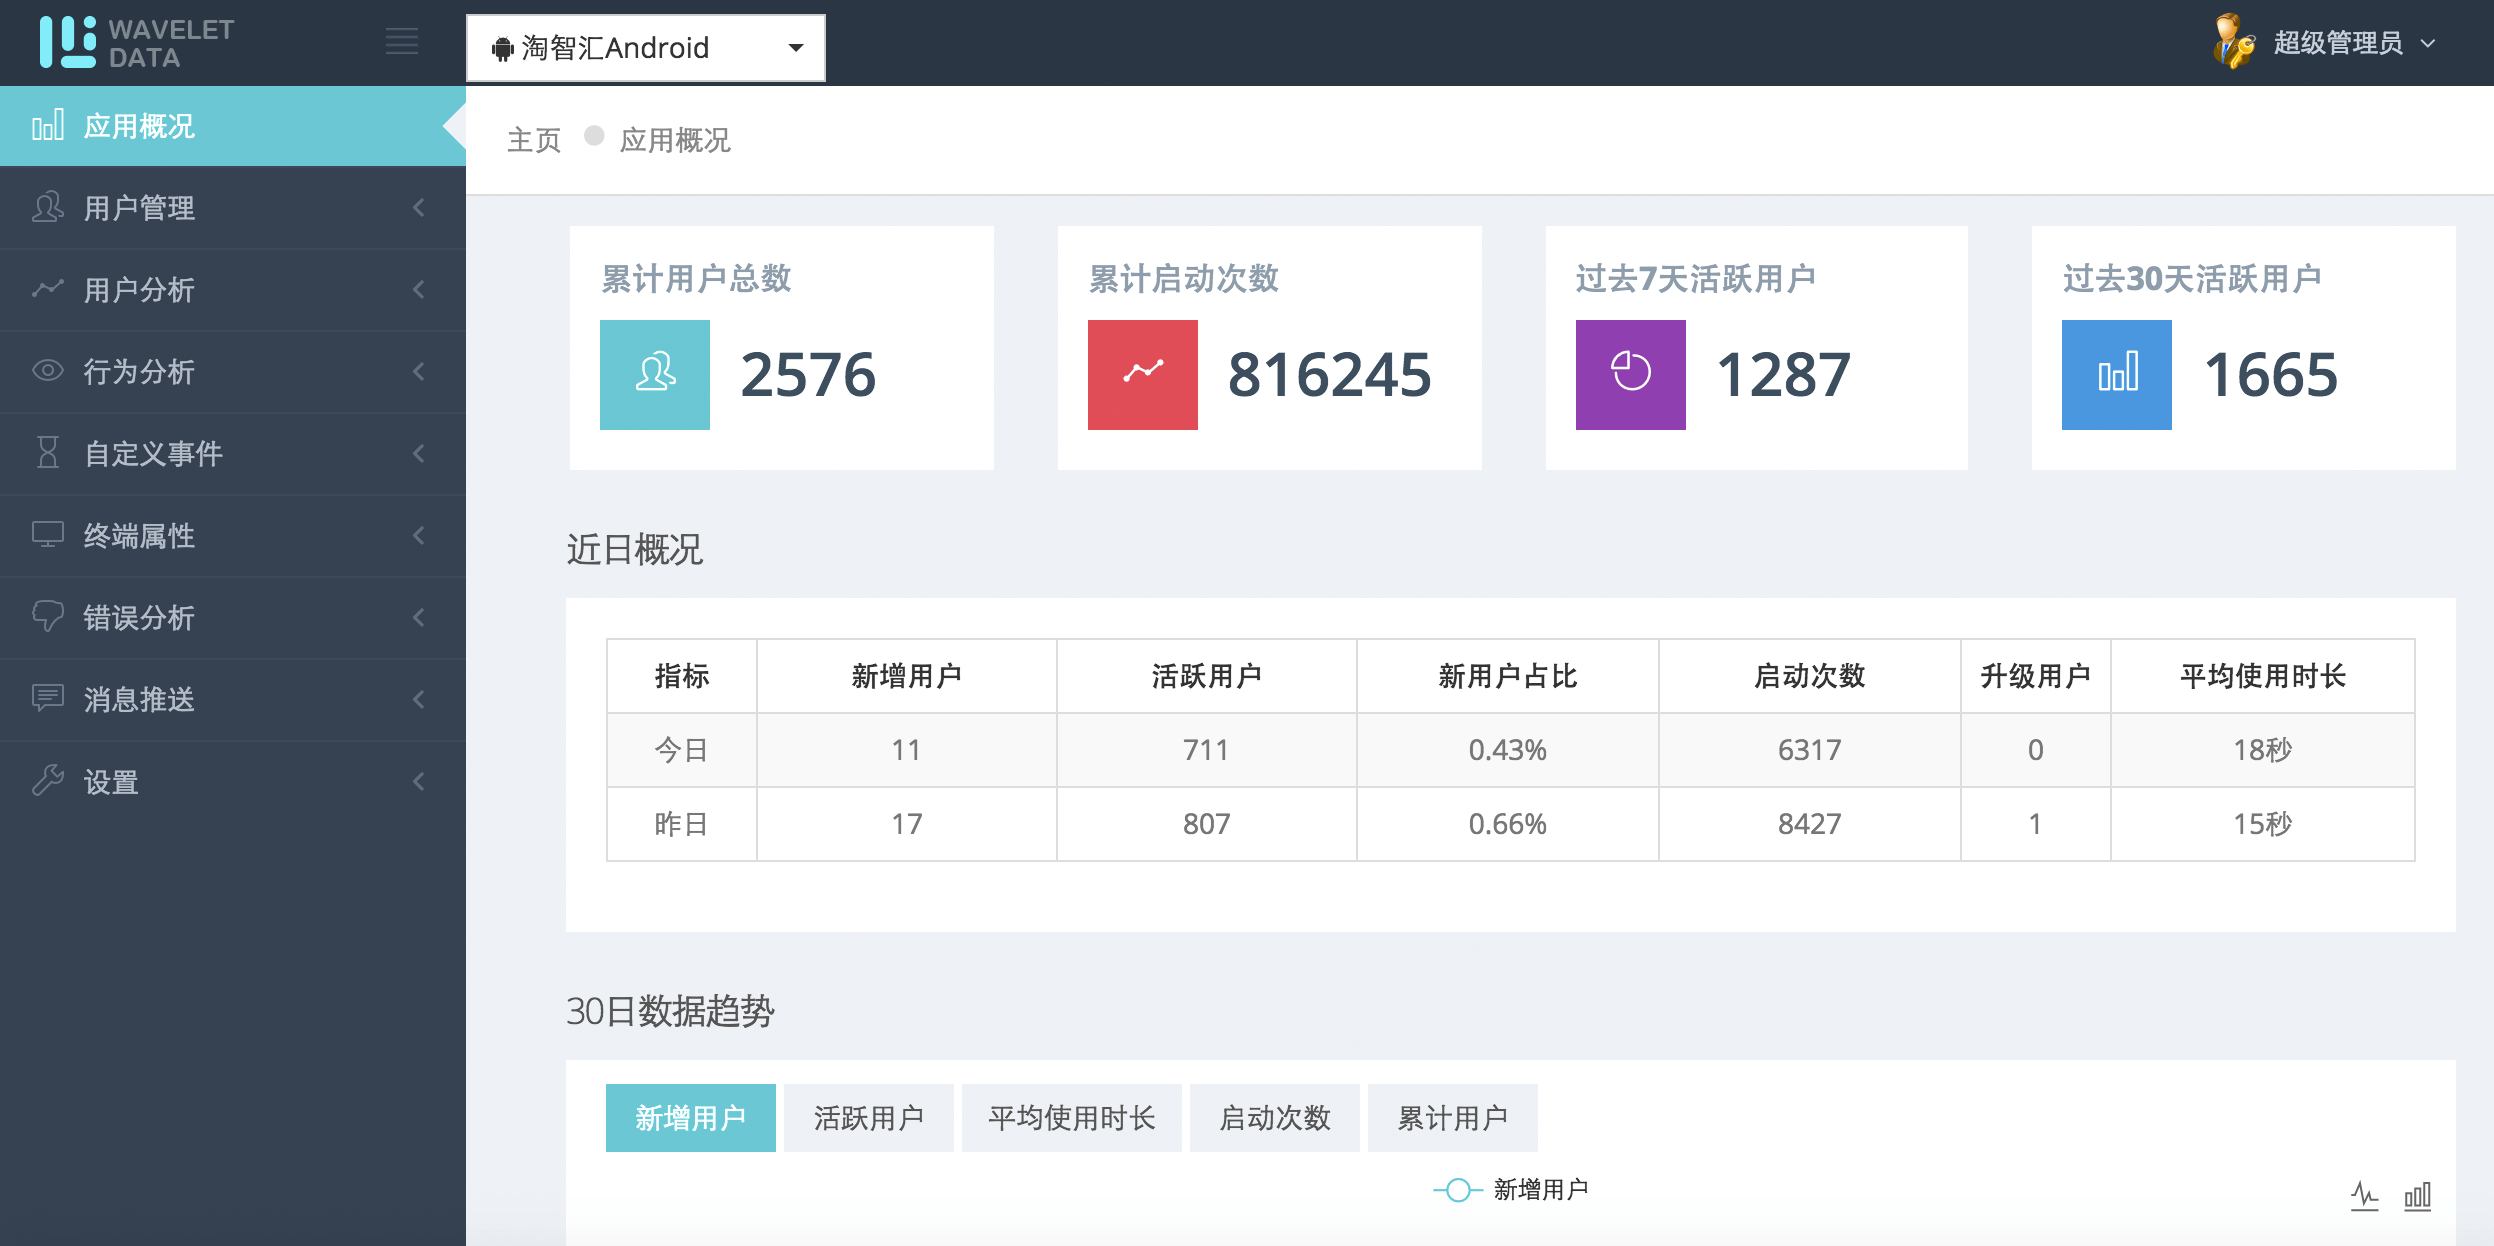 WAVELET
DATA
淘智汇Android
超级管理员
应用概况
用户管理
用户分析
行为分析
自定义事件
终端属性
错误分析
消息推送
设置
主页 应用概况
累计用户总数
2576
累计启动次数
816245
过去7天活跃用户
1287
过去30天活跃用户
1665
近日概况
指标 新增用户 活跃用户 新用户占比 启动次数 升级用户 平均使用时长
今日 11 711 0.43% 6317 0 18秒
昨日 17 807 0.66% 8427 1 15秒
30日数据趋势
新增用户 活跃用户 平均使用时长 启动次数 累计用户
新增用户